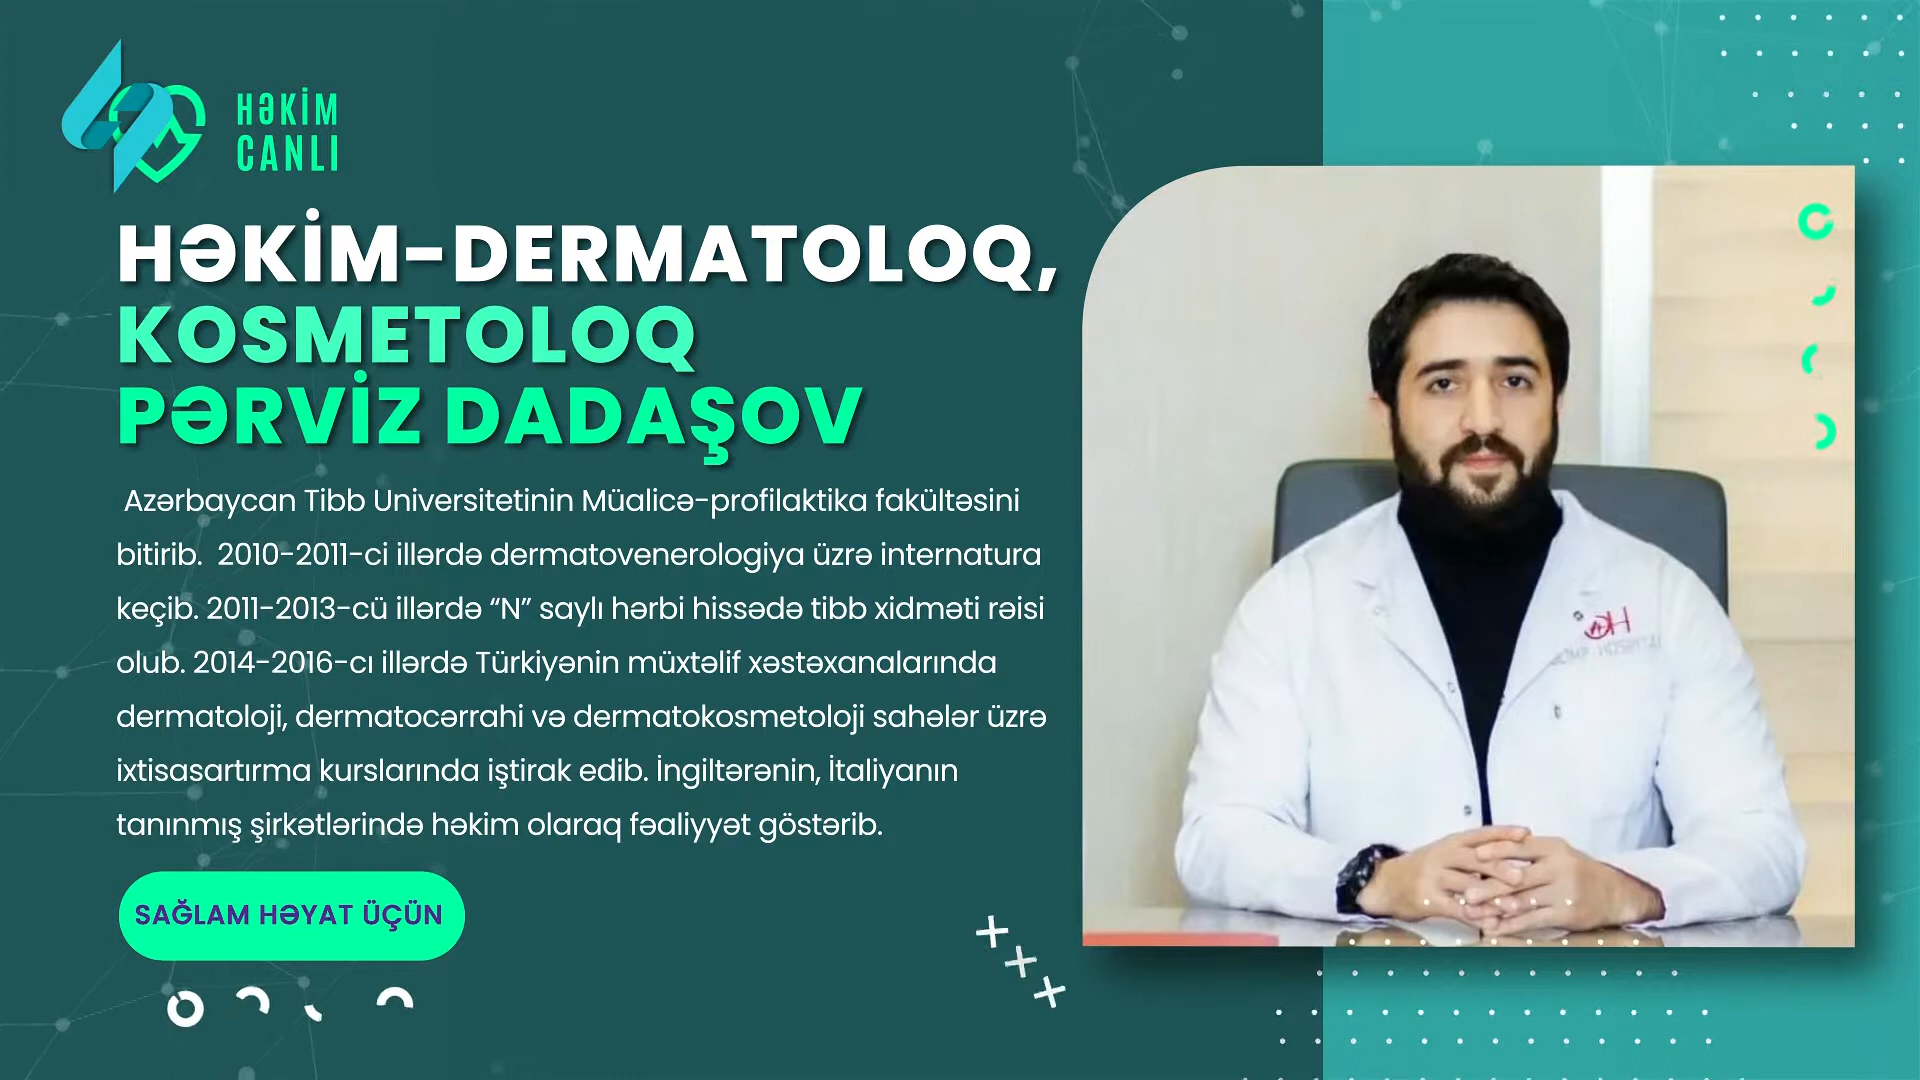 HƏKİM
CANLI
HƏKİM-DERMATOLOQ,
KOSMETOLOQ
PƏRVİZ DADAŞOV
Azərbaycan Tibb Universitetinin Müalicə-profilaktika fakültəsini
bitirib. 2010-2011-ci illərdə dermatovenerologiya üzrə internatura
keçib. 2011-2013-cü illərdə “N” saylı hərbi hissədə tibb xidməti rəisi
olub. 2014-2016-cı illərdə Türkiyənin müxtəlif xəstəxanalarında
dermatoloji, dermatocərrahi və dermatokosmetoloji sahələr üzrə
ixtisasartırma kurslarında iştirak edib. İngiltərənin, İtaliyanın
tanınmış şirkətlərində həkim olaraq fəaliyyət göstərib.
SAĞLAM HƏYAT ÜÇÜN